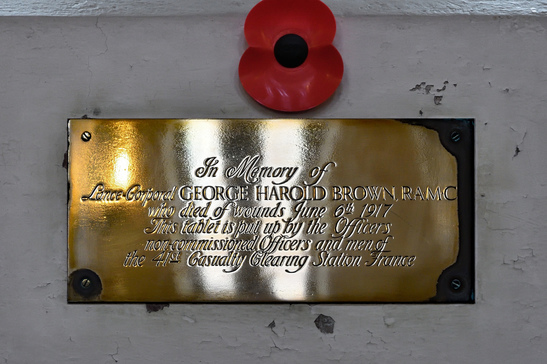 In Memory of
Lance-Corporal GEORGE HAROLD BROWN, RAMC
who died of wounds June 6th 1917
This tablet is put up by the Officers,
non-commissioned Officers and men of
the 41st Casualty Clearing Station France